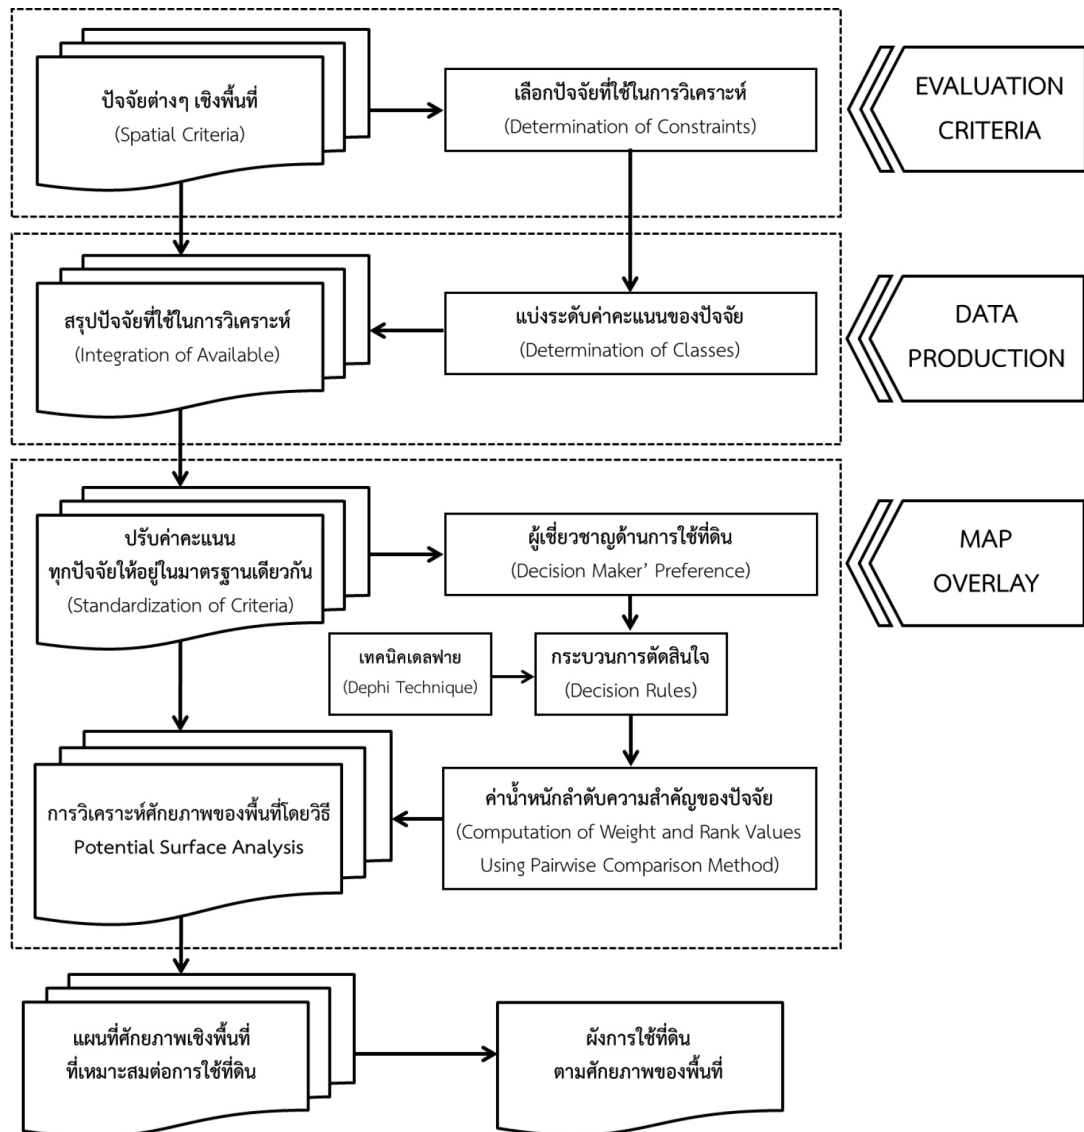 ปัจจัยต่างๆ เชิงพื้นที่
(Spatial Criteria)
เลือกปัจจัยที่ใช้ในการวิเคราะห์
(Determination of Constraints)
EVALUATION
CRITERIA
สรุปปัจจัยที่ใช้ในการวิเคราะห์
(Integration of Available)
แบ่งระดับค่าคะแนนของปัจจัย
(Determination of Classes)
DATA
PRODUCTION
ปรับค่าคะแนน
ทุกปัจจัยให้อยู่ในมาตรฐานเดียวกัน
(Standardization of Criteria)
ผู้เชี่ยวชาญด้านการใช้ที่ดิน
(Decision Maker’ Preference)
MAP
OVERLAY
เทคนิคเดลฟาย
(Dephi Technique)
กระบวนการตัดสินใจ
(Decision Rules)
การวิเคราะห์ศักยภาพของพื้นที่โดยวิธี
Potential Surface Analysis
ค่าน้ำหนักลำดับความสำคัญของปัจจัย
(Computation of Weight and Rank Values
Using Pairwise Comparison Method)
แผนที่ศักยภาพเชิงพื้นที่
ที่เหมาะสมต่อการใช้ที่ดิน
ผังการใช้ที่ดิน
ตามศักยภาพของพื้นที่